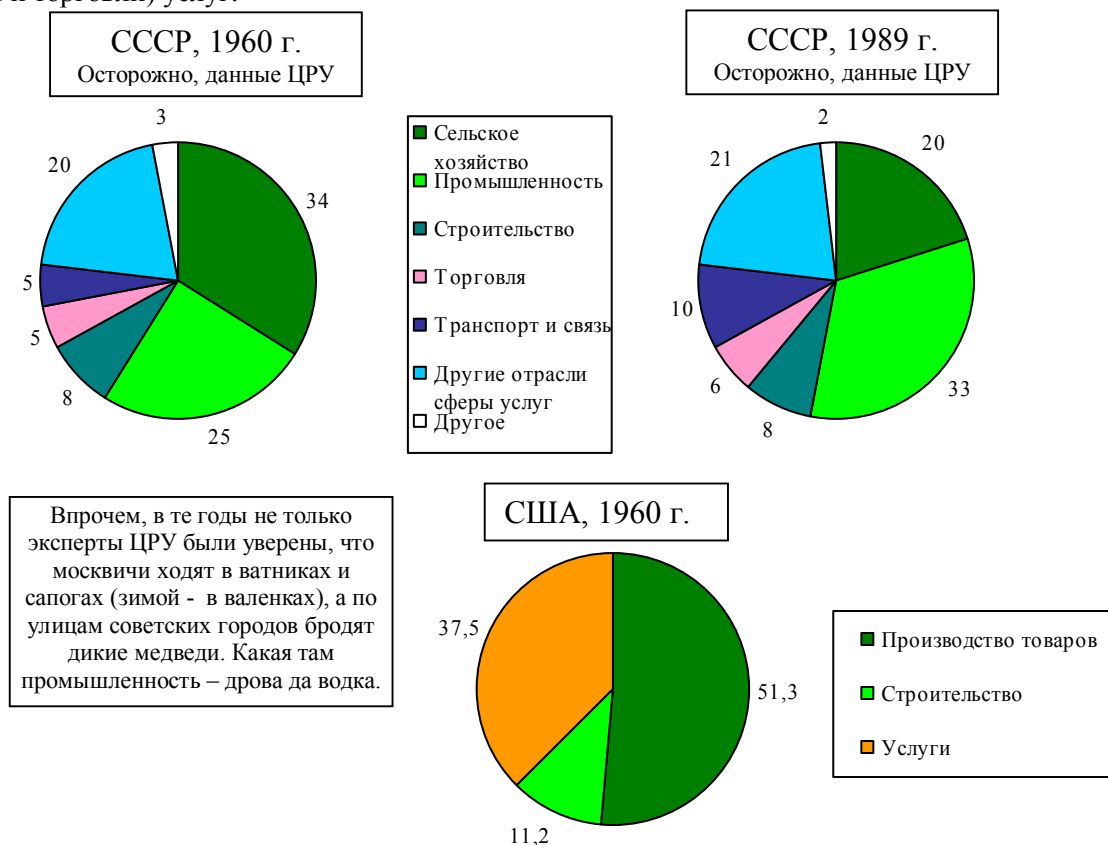 и торговли) услуг.
СССР, 1960 г.
Осторожно, данные ЦРУ
СССР, 1989 г.
Осторожно, данные ЦРУ
3
20
34
5
5
8
25
Сельское
хозяйство
Промышленность
Строительство
Торговля
Транспорт и связь
Другие отрасли
сферы услуг
Другое
2
21
20
10
6
8
33
Впрочем, в те годы не только
эксперты ЦРУ были уверены, что
москвичи ходят в ватниках и
сапогах (зимой - в валенках), а по
улицам советских городов бродят
дикие медведи. Какая там
промышленность – дрова да водка.
США, 1960 г.
37,5
51,3
11,2
Производство товаров
Строительство
Услуги